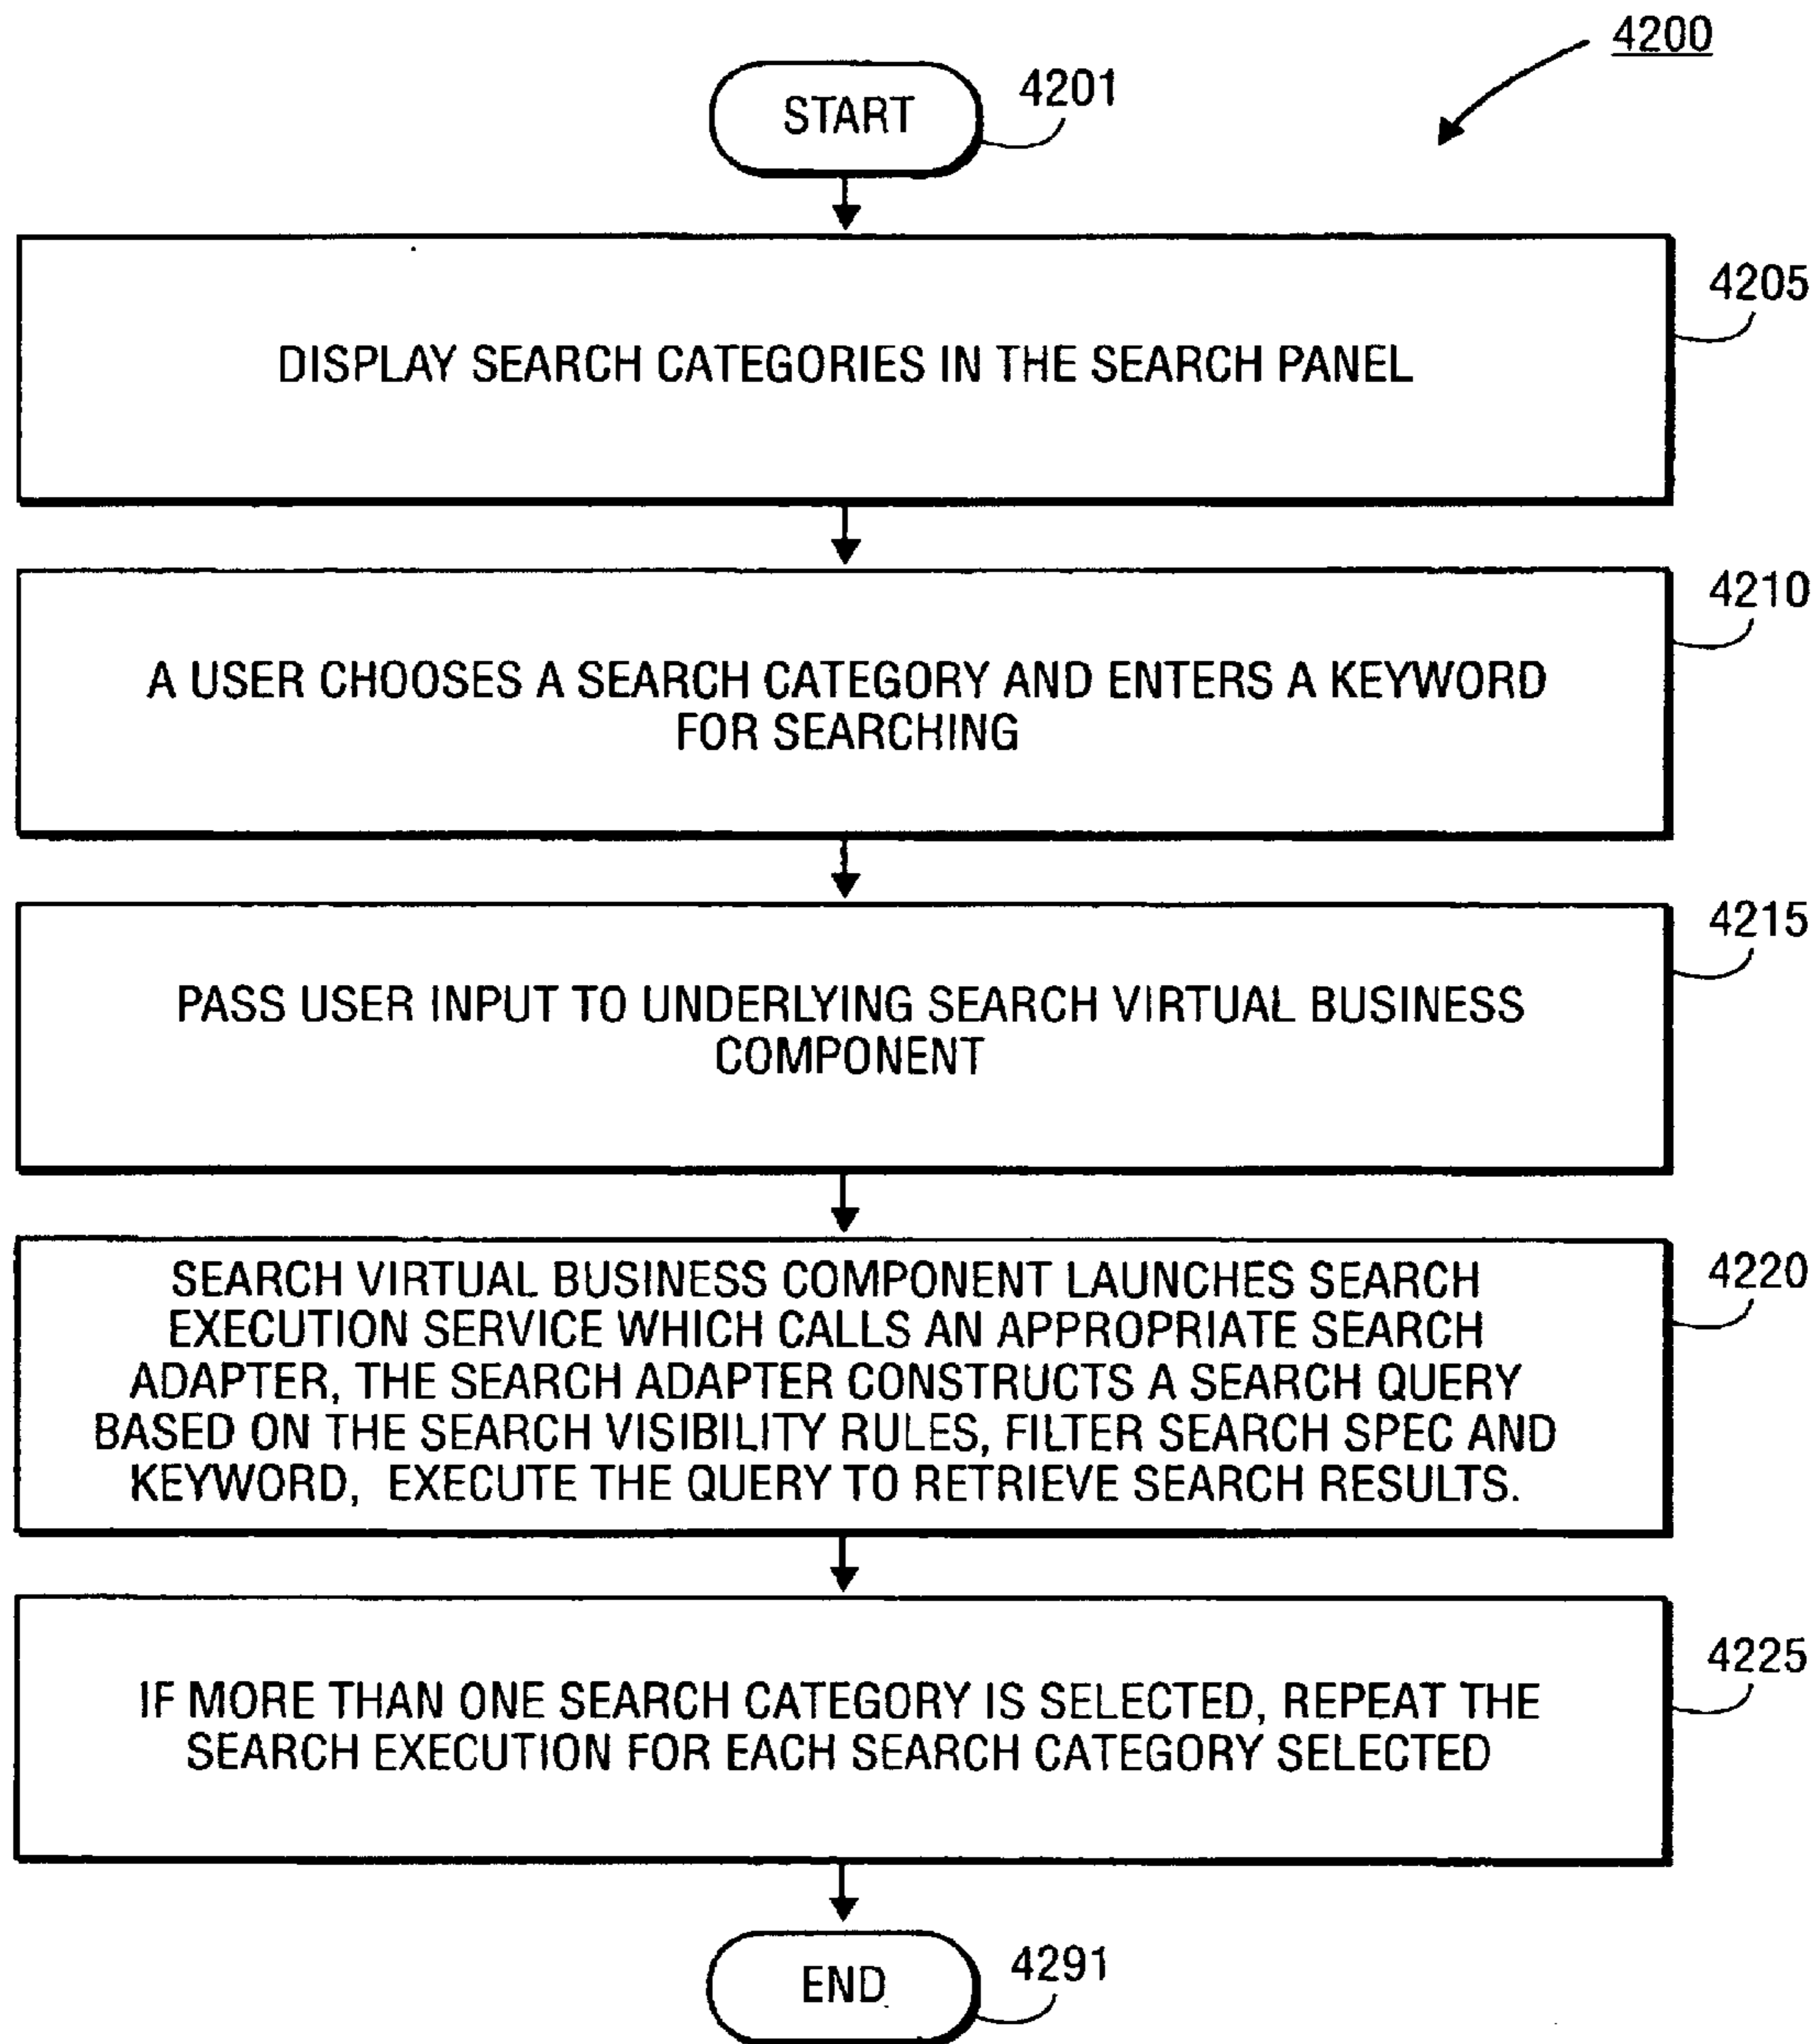 4200
START
4201
4205
DISPLAY SEARCH CATEGORIES IN THE SEARCH PANEL
4210
A USER CHOOSES A SEARCH CATEGORY AND ENTERS A KEYWORD
FOR SEARCHING
4215
PASS USER INPUT TO UNDERLYING SEARCH VIRTUAL BUSINESS
COMPONENT
4220
SEARCH VIRTUAL BUSINESS COMPONENT LAUNCHES SEARCH
EXECUTION SERVICE WHICH CALLS AN APPROPRIATE SEARCH
ADAPTER, THE SEARCH ADAPTER CONSTRUCTS A SEARCH QUERY
BASED ON THE SEARCH VISIBILITY RULES, FILTER SEARCH SPEC AND
KEYWORD, EXECUTE THE QUERY TO RETRIEVE SEARCH RESULTS.
4225
IF MORE THAN ONE SEARCH CATEGORY IS SELECTED, REPEAT THE
SEARCH EXECUTION FOR EACH SEARCH CATEGORY SELECTED
END
4291